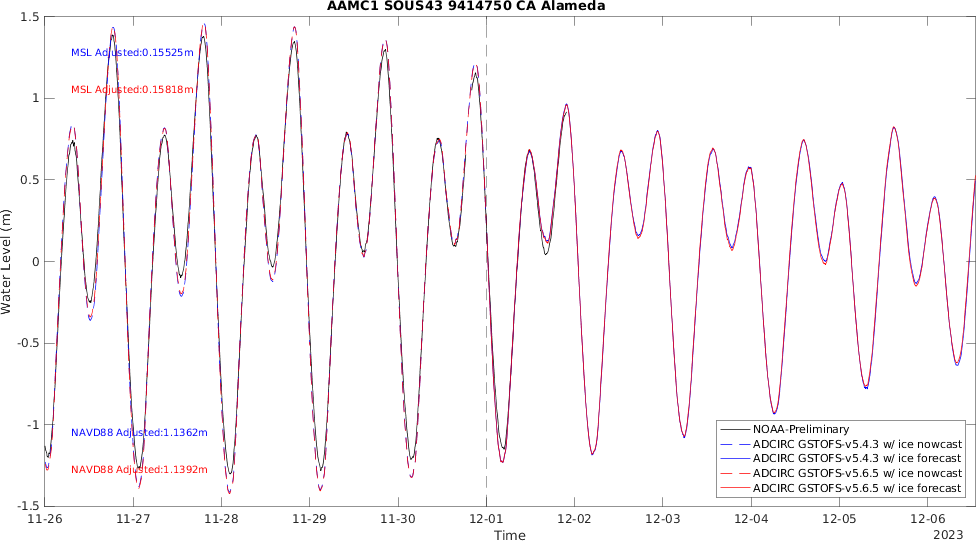 AAMC1 SOUS43 9414750 CA Alameda
1.5
1
0.5
0
-0.5
-1
-1.5
Water Level (m)
MSL Adjusted:0.15525m
MSL Adjusted:0.15818m
NAVD88 Adjusted:1.1362m
NAVD88 Adjusted:1.1392m
NOAA-Preliminary
ADCIRC GSTOFS-v5.4.3 w/ ice nowcast
ADCIRC GSTOFS-v5.4.3 w/ ice forecast
ADCIRC GSTOFS-v5.6.5 w/ ice nowcast
ADCIRC GSTOFS-v5.6.5 w/ ice forecast
11-26 11-27 11-28 11-29 11-30 12-01 12-02 12-03 12-04 12-05 12-06
Time
2023